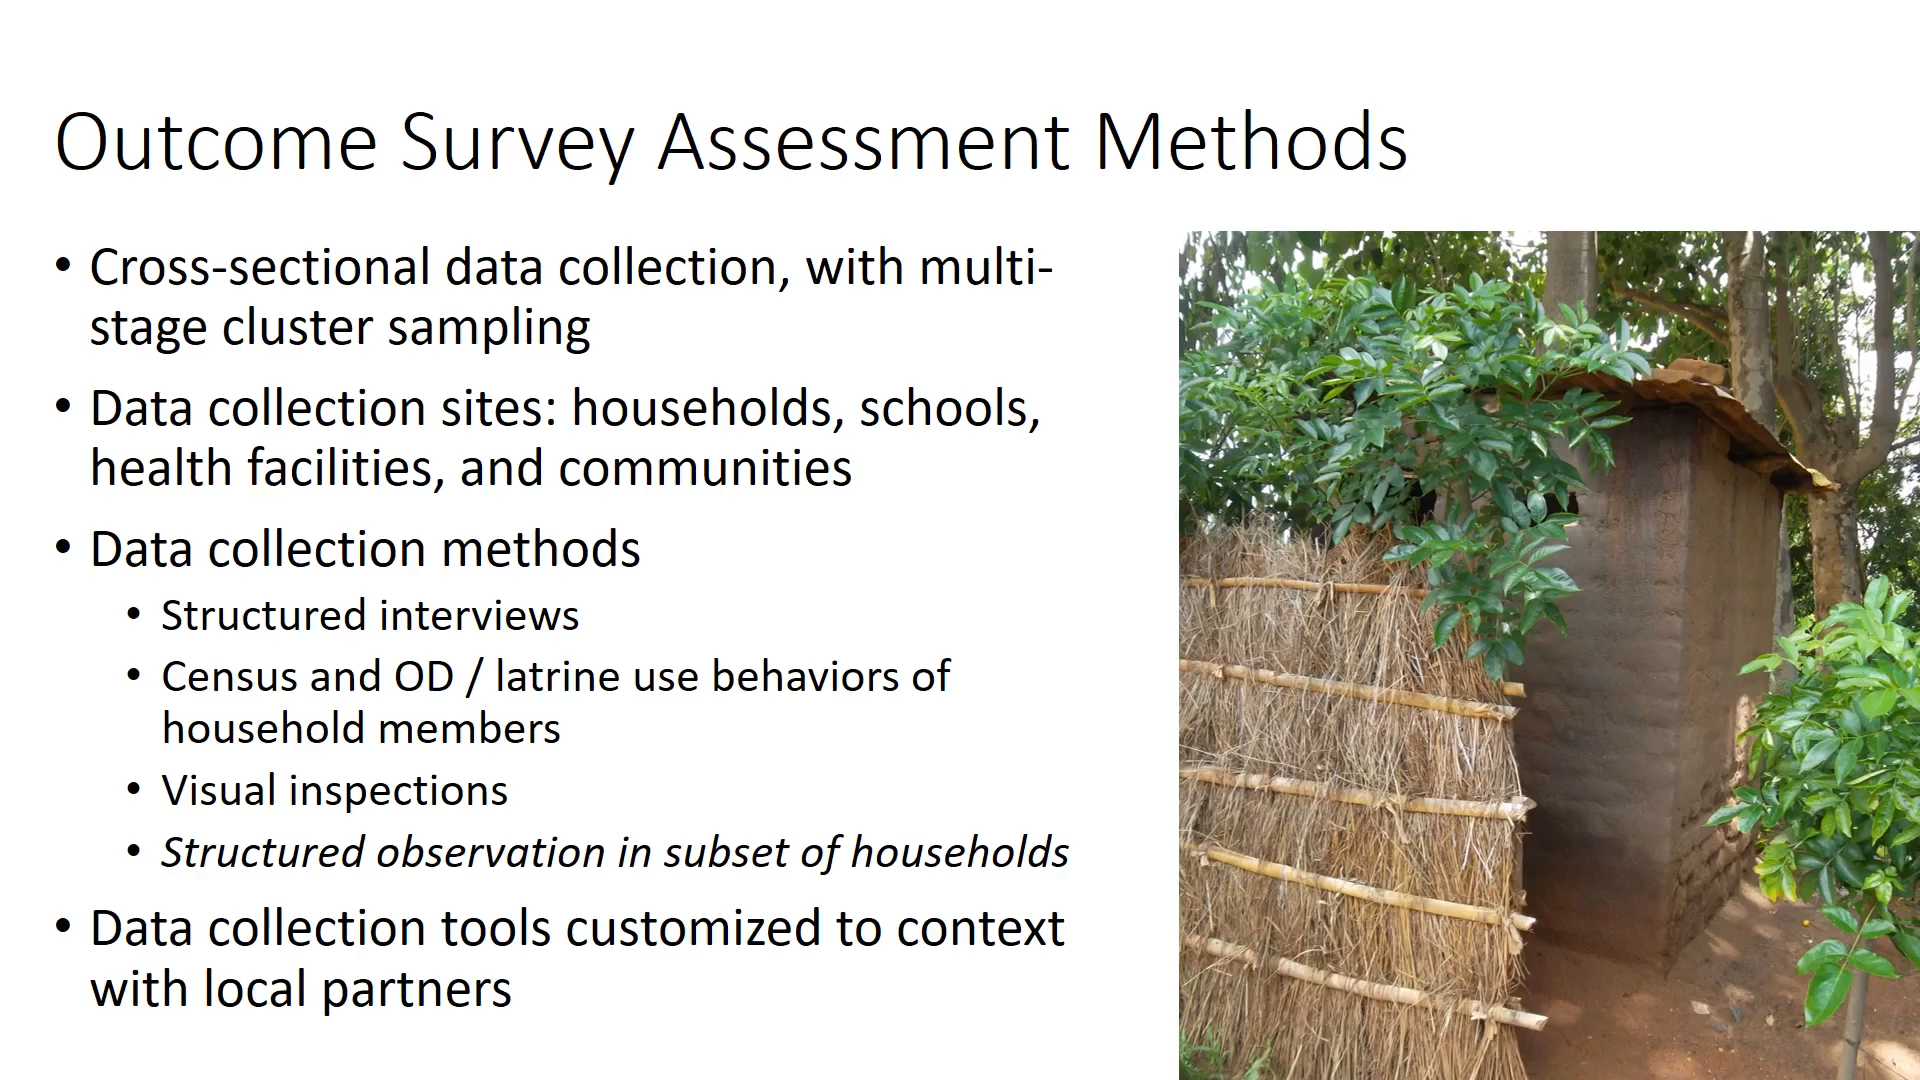 Outcome Survey Assessment Methods
• Cross-sectional data collection, with multi-
stage cluster sampling
• Data collection sites: households, schools,
health facilities, and communities
• Data collection methods
• Structured interviews
• Census and OD / latrine use behaviors of
household members
• Visual inspections
• Structured observation in subset of households
• Data collection tools customized to context
with local partners